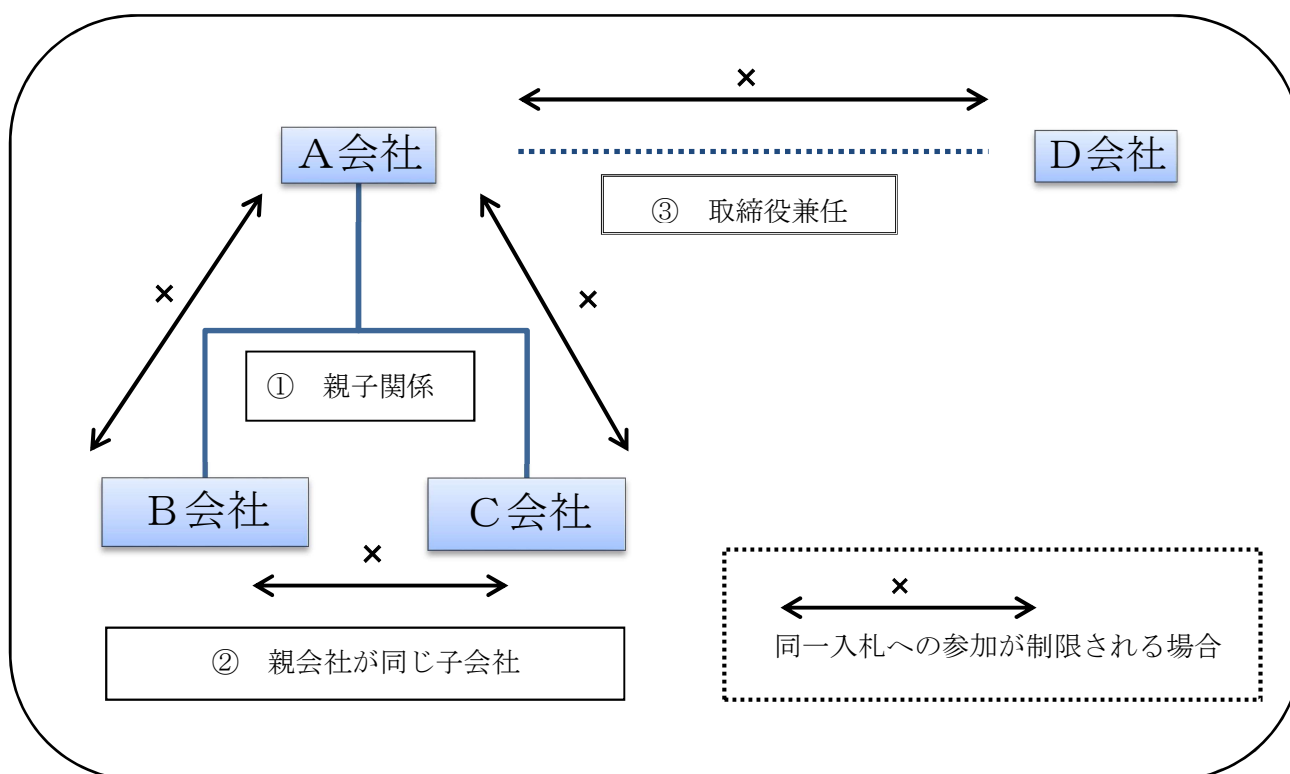 ×
A会社
D会社
③　取締役兼任
×
×
①　親子関係
B会社
C会社
×
②　親会社が同じ子会社
×
同一入札への参加が制限される場合